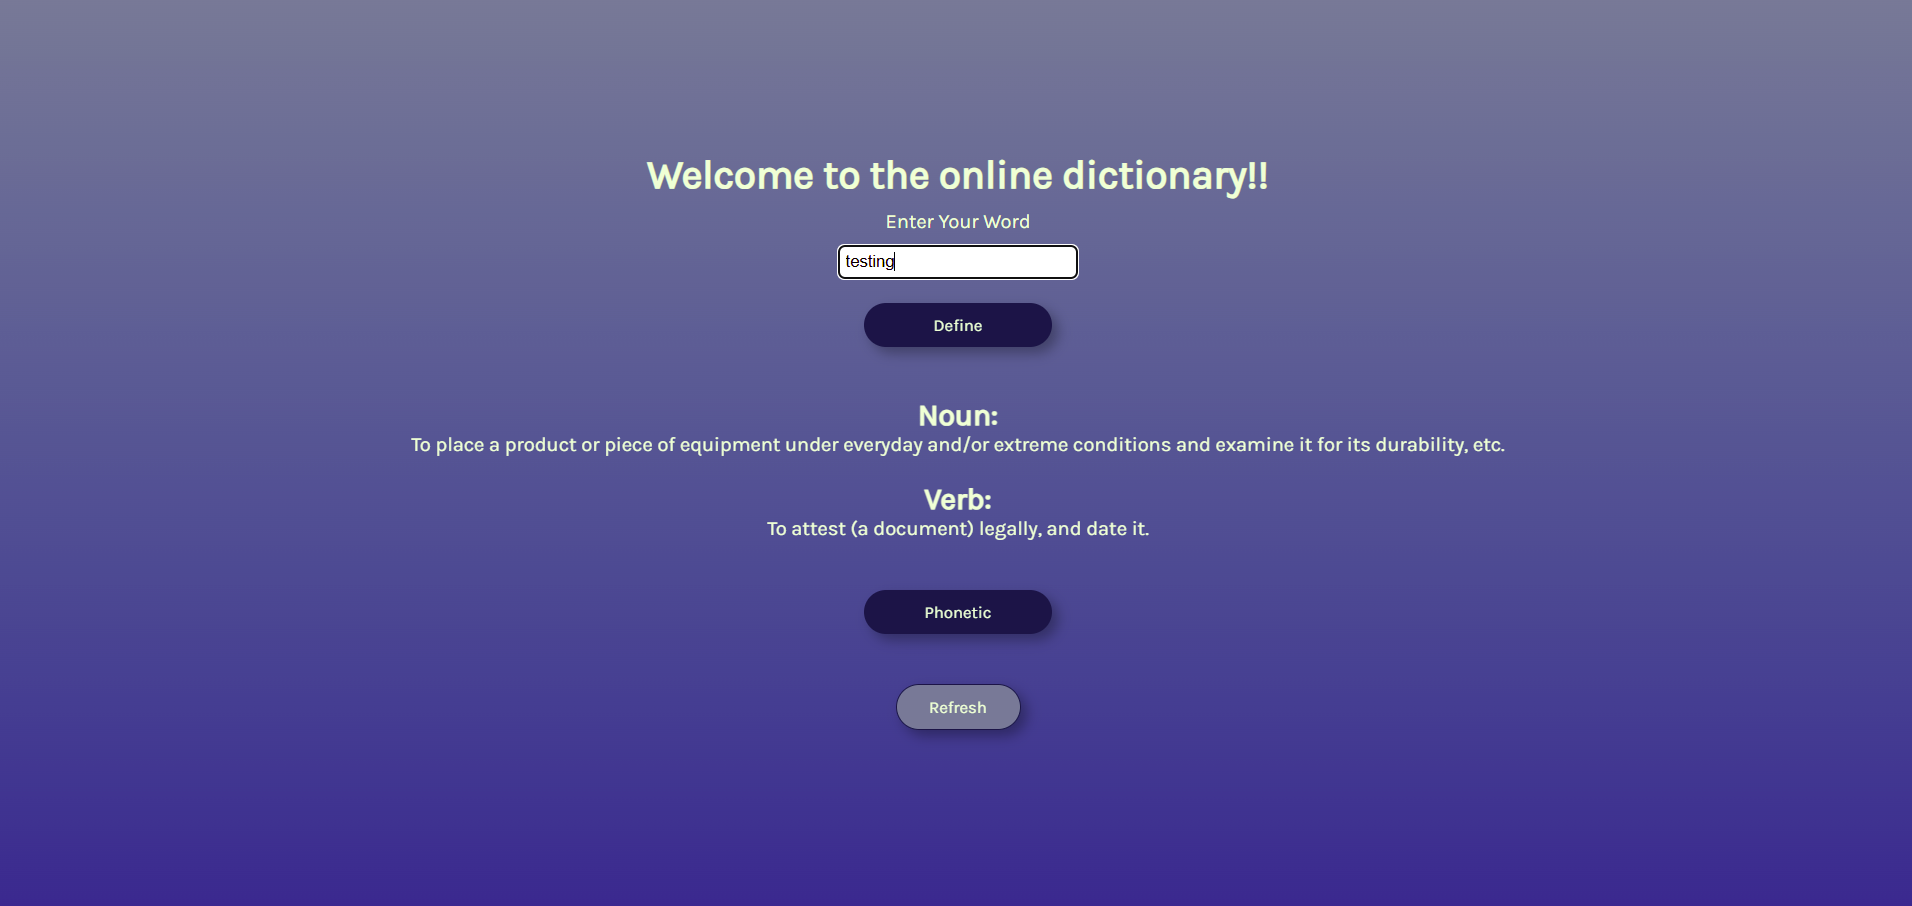 Welcome to the online dictionary!!
Enter Your Word
testing
Define
Noun:
To place a product or piece of equipment under everyday and/or extreme conditions and examine it for its durability, etc.
Verb:
To attest (a document) legally, and date it.
Phonetic
Refresh